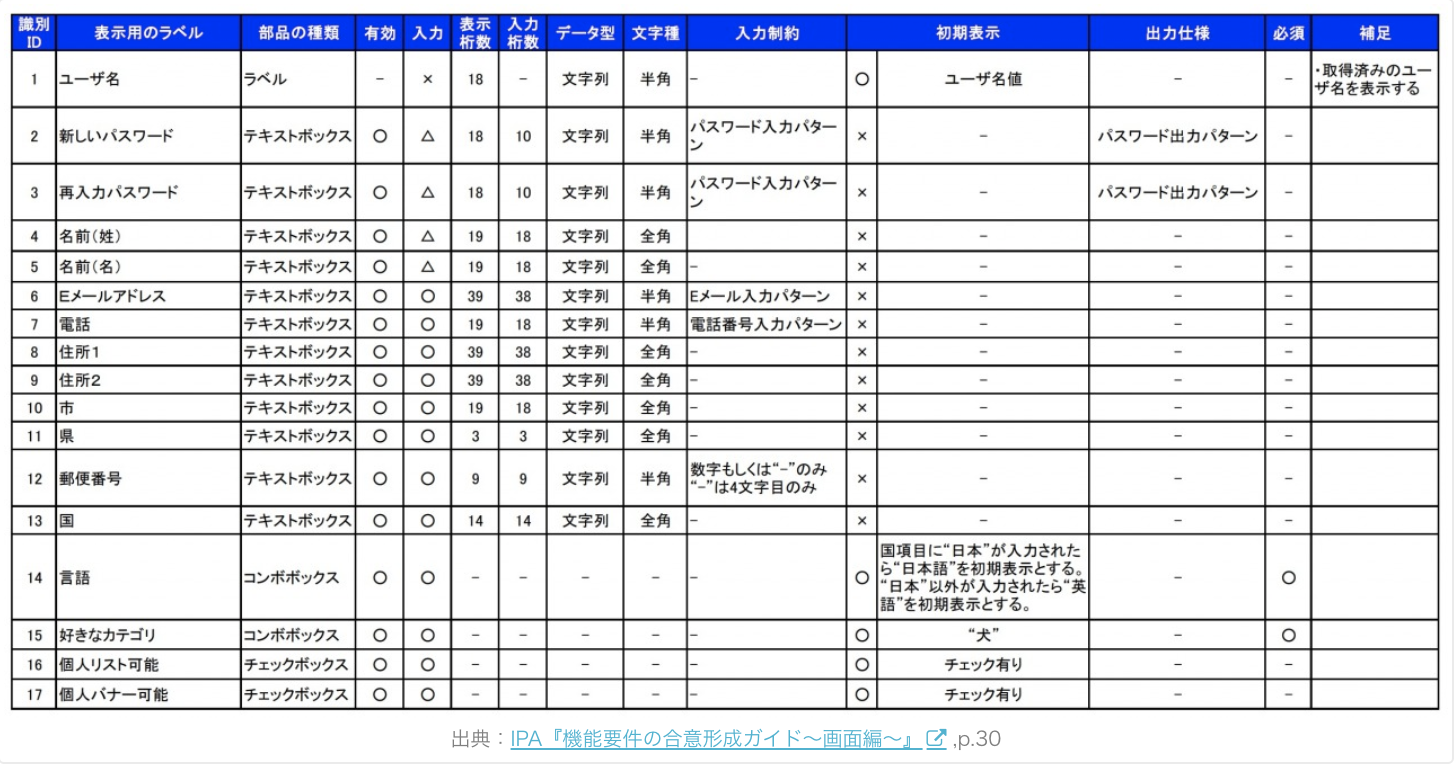 識別ID 表示用のラベル 部品の種類 有効 入力 表示桁数 入力桁数 データ型 文字種 入力制約 初期表示 出力仕様 必須 補足
1 ユーザ名 ラベル - × 18 - 文字列 半角 - ○ ユーザ名値 - - ・取得済みのユーザ名を表示する
2 新しいパスワード テキストボックス ○ △ 18 10 文字列 半角 パスワード入力パターン × - パスワード出力パターン -
3 再入力パスワード テキストボックス ○ △ 18 10 文字列 半角 パスワード入力パターン × - パスワード出力パターン -
4 名前(姓) テキストボックス ○ △ 19 18 文字列 全角 × - - -
5 名前(名) テキストボックス ○ △ 19 18 文字列 全角 - × - - -
6 Eメールアドレス テキストボックス ○ ○ 39 38 文字列 半角 Eメール入力パターン × - - -
7 電話 テキストボックス ○ ○ 19 18 文字列 半角 電話番号入力パターン × - - -
8 住所1 テキストボックス ○ ○ 39 38 文字列 全角 - × - - -
9 住所2 テキストボックス ○ ○ 39 38 文字列 全角 - × - - -
10 市 テキストボックス ○ ○ 19 18 文字列 全角 - × - - -
11 県 テキストボックス ○ ○ 3 3 文字列 全角 - × - - -
12 郵便番号 テキストボックス ○ ○ 9 9 文字列 半角 数字もしくは“-”のみ “-”は4文字目のみ × - - -
13 国 テキストボックス ○ ○ 14 14 文字列 全角 - × - - -
14 言語 コンボボックス ○ ○ - - - - - ○ 国項目に“日本”が入力されたら“日本語”を初期表示とする。“日本”以外が入力されたら“英語”を初期表示とする。 - ○
15 好きなカテゴリ コンボボックス ○ ○ - - - - - ○ “犬” - ○
16 個人リスト可能 チェックボックス ○ ○ - - - - - ○ チェック有り - -
17 個人バナー可能 チェックボックス ○ ○ - - - - - ○ チェック有り - -
出典：IPA『機能要件の合意形成ガイド～画面編～』 ,p.30